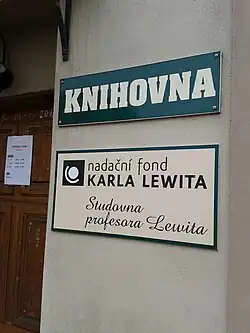 KNIHOVNA
nadační fond
KARLA LEWITA
Studovna
profesora Lewita